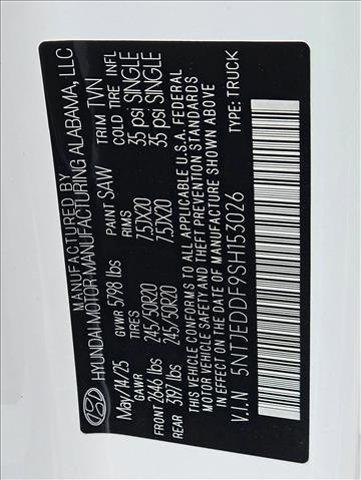 MANUFACTURED BY
HYUNDAI MOTOR MANUFACTURING ALABAMA, LLC
May/14/25 GVWR 5798 lbs PAINT SAW TRIM TVN
GAWR TIRES RIMS COLD TIRE INFL
FRONT 2646 lbs 245/50R20 7.5JX20 35 psi SINGLE
REAR 3197 lbs 245/50R20 7.5JX20 35 psi SINGLE
THIS VEHICLE CONFORMS TO ALL APPLICABLE U.S.A. FEDERAL
MOTOR VEHICLE SAFETY AND THEFT PREVENTION STANDARDS
IN EFFECT ON THE DATE OF MANUFACTURE SHOWN ABOVE
V.I.N 5NTJEDDF9SH153026 TYPE: TRUCK